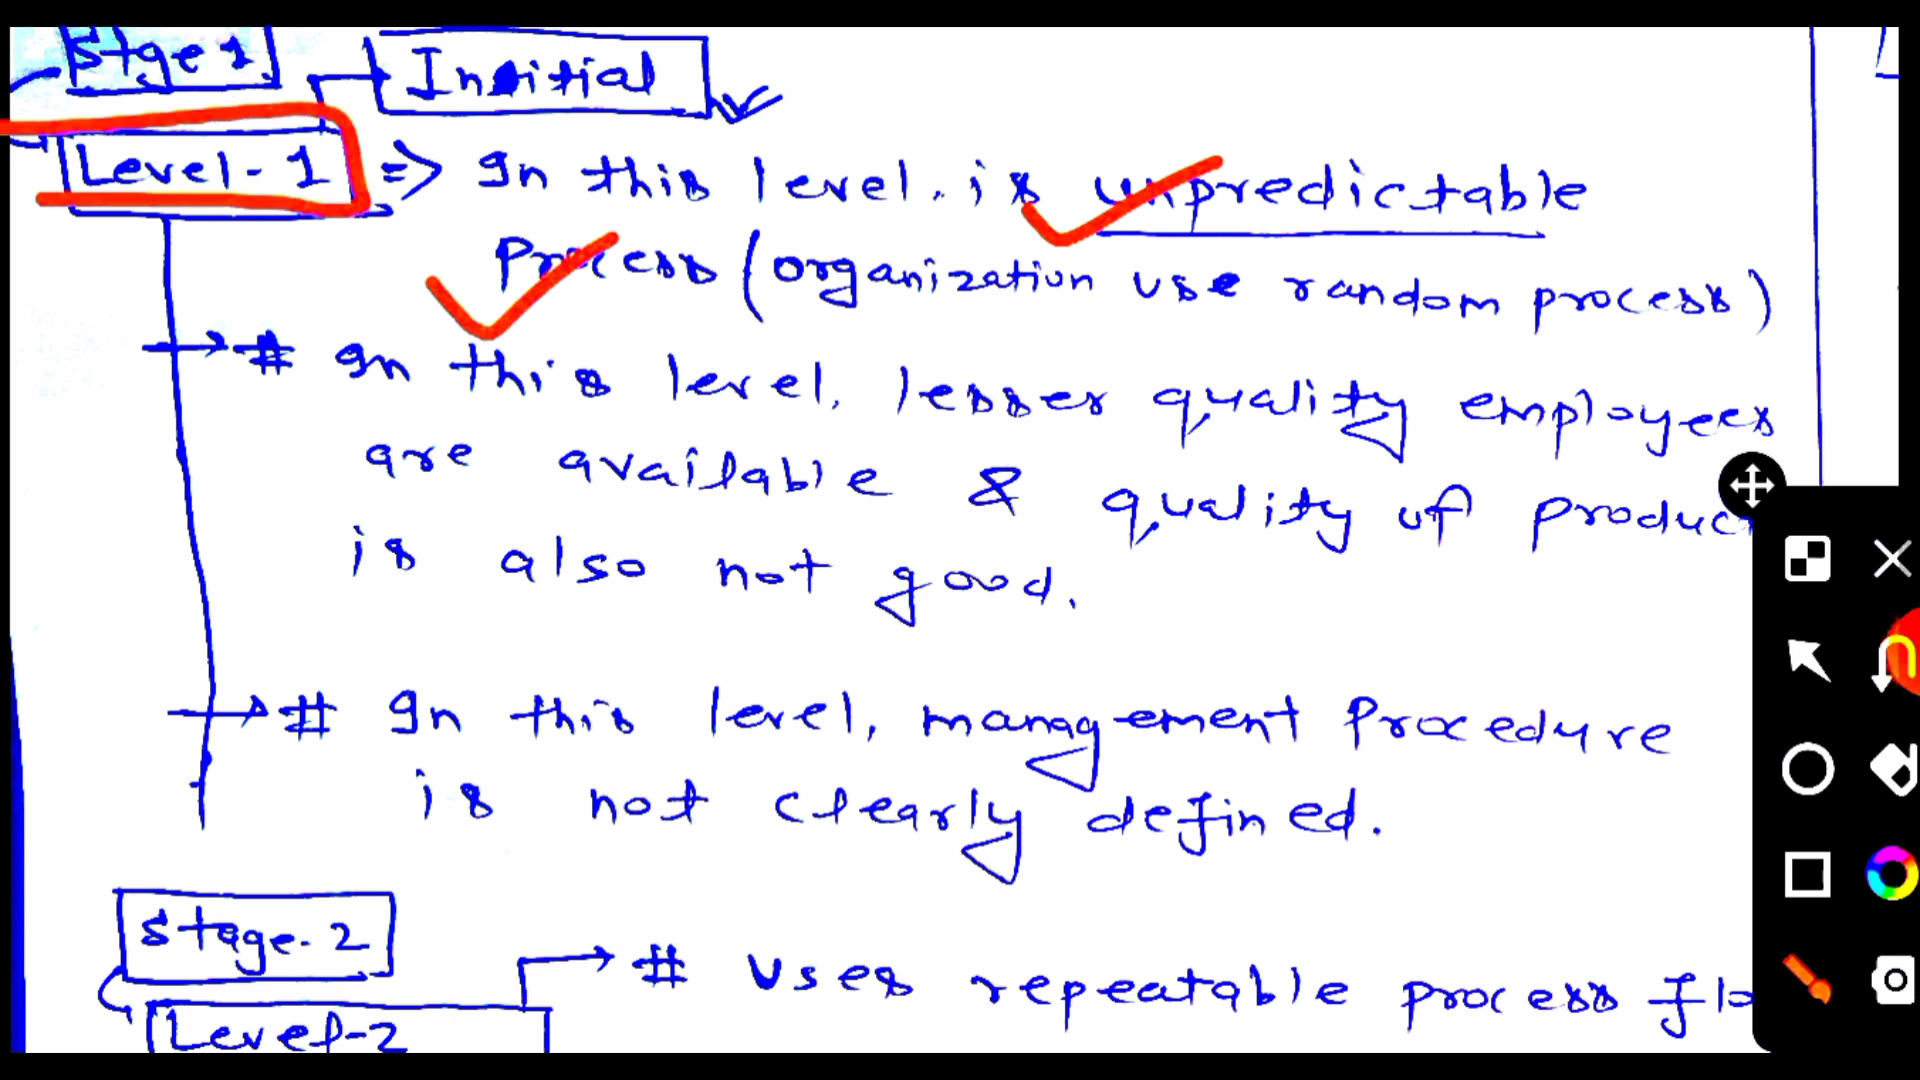 Stge 1
Initial
Level-1 => In this level. is unpredictable
Process (organization use random process)
# In this level, lesser quality employees
are available & quality of produc
is also not good.
# In this level, management Procedure
is not clearly defined.
Stage-2
# Uses repeatable process flo
Level-2